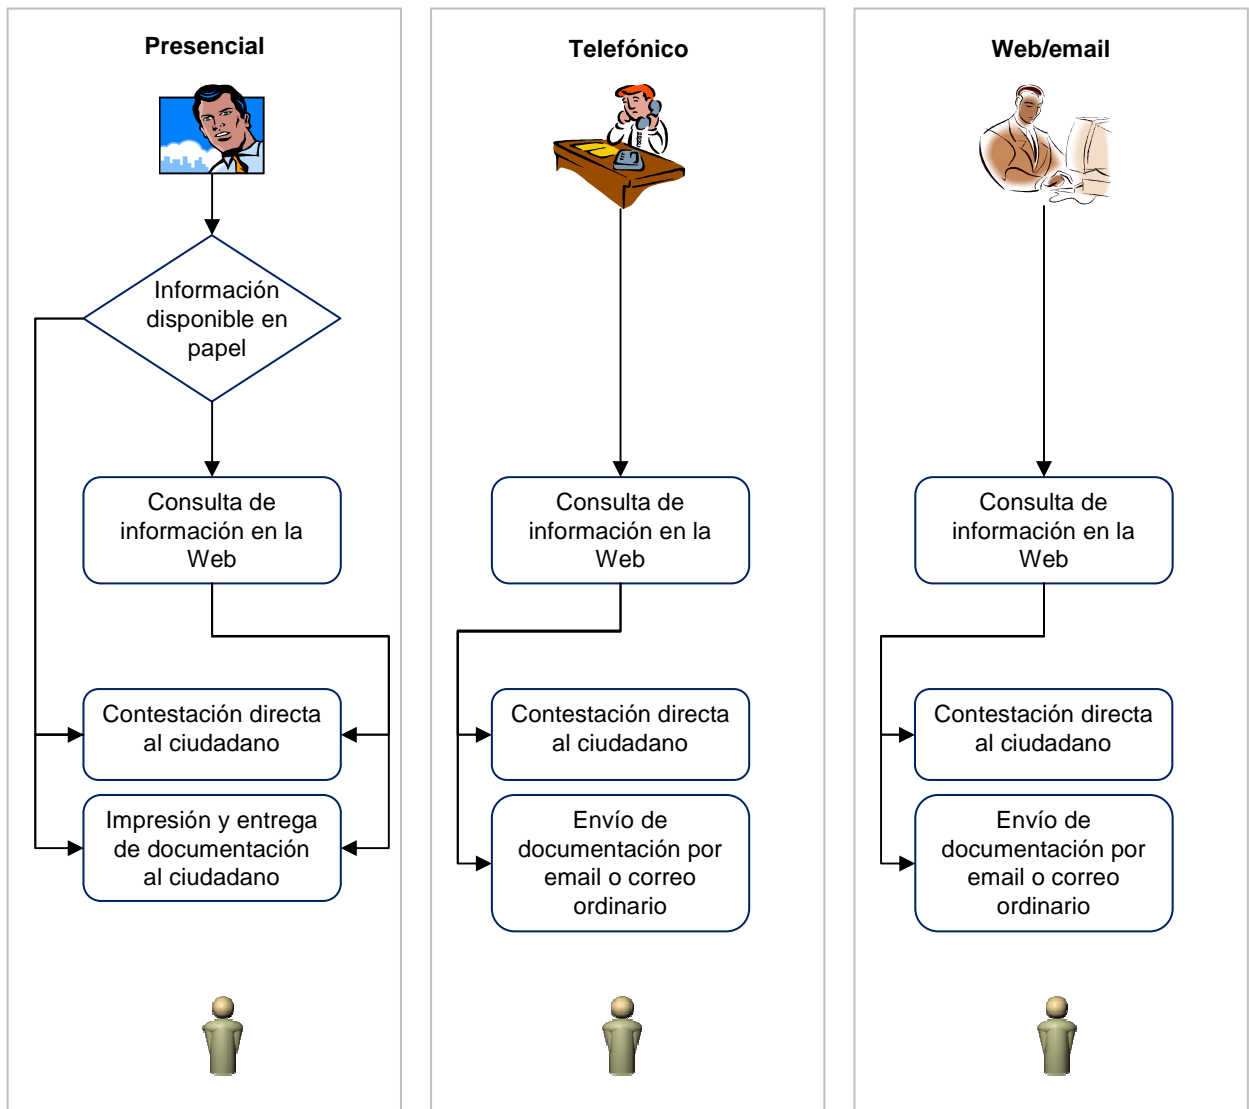 Presencial
Información
disponible en
papel
Consulta de
información en la
Web
Contestación directa
al ciudadano
Impresión y entrega
de documentación
al ciudadano
Telefónico
Consulta de
información en la
Web
Contestación directa
al ciudadano
Envío de
documentación por
email o correo
ordinario
Web/email
Consulta de
información en la
Web
Contestación directa
al ciudadano
Envío de
documentación por
email o correo
ordinario